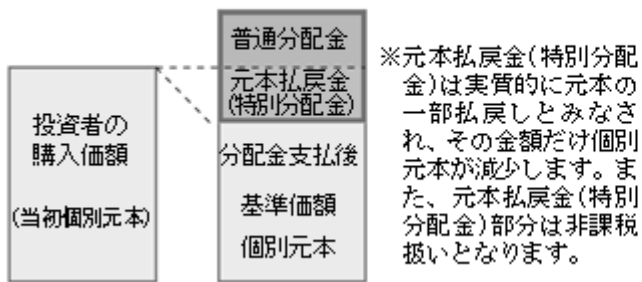 普通分配金
元本払戻金
(特別分配金)
投資者の
購入価額
(当初個別元本)
分配金支払後
基準価額
個別元本
※元本払戻金(特別分配
金)は実質的に元本の
一部払戻しとみなさ
れ、その金額だけ個別
元本が減少します。ま
た、元本払戻金(特別
分配金)部分は非課税
扱いとなります。